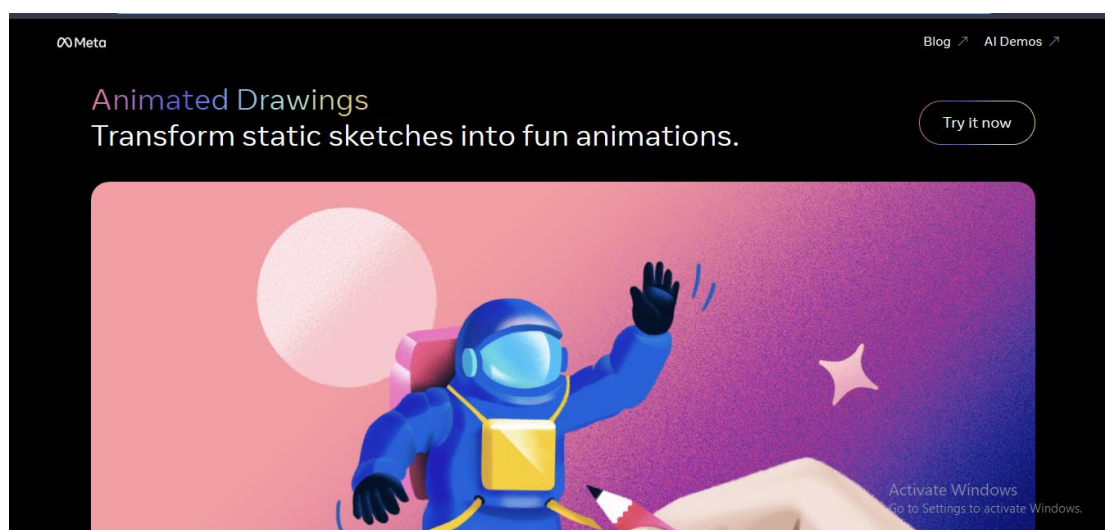 Meta
Blog ↗ AI Demos ↗
Animated Drawings
Transform static sketches into fun animations.
Try it now
Activate Windows
Go to Settings to activate Windows.